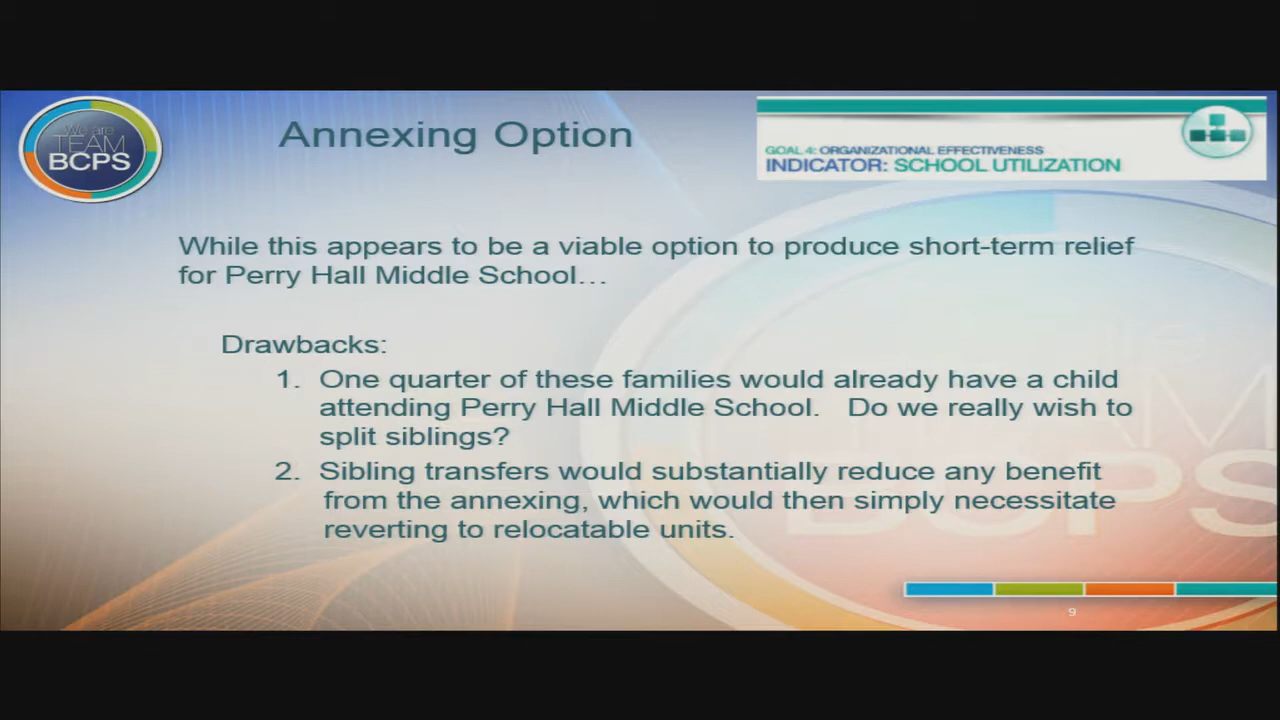 We are
TEAM
BCPS
Annexing Option
GOAL 4: ORGANIZATIONAL EFFECTIVENESS
INDICATOR: SCHOOL UTILIZATION
While this appears to be a viable option to produce short-term relief
for Perry Hall Middle School…
Drawbacks:
1. One quarter of these families would already have a child
attending Perry Hall Middle School. Do we really wish to
split siblings?
2. Sibling transfers would substantially reduce any benefit
from the annexing, which would then simply necessitate
reverting to relocatable units.
BCPS
9